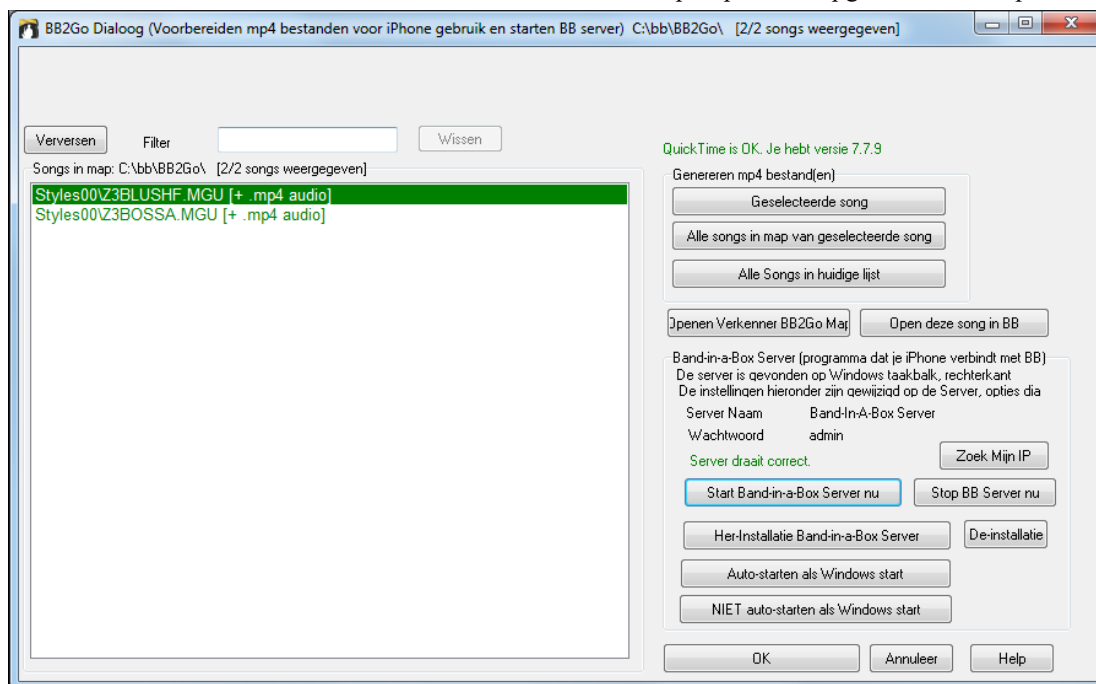 BB2Go Dialoog (Voorbereiden mp4 bestanden voor iPhone gebruik en starten BB server) C:\bb\BB2Go\ [2/2 songs weergegeven]
Verversen Filter Wissen
QuickTime is OK. Je hebt versie 7.7.9
Songs in map: C:\bb\BB2Go\ [2/2 songs weergegeven]
Genereren mp4 bestand(en)
Styles00\Z3BLUSHF.MGU [+ .mp4 audio]
Styles00\Z3BOSSA.MGU [+ .mp4 audio]
Geselecteerde song
Alle songs in map van geselecteerde song
Alle Songs in huidige lijst
Openen Verkenner BB2Go Map Open deze song in BB
Band-in-a-Box Server (programma dat je iPhone verbindt met BB)
De server is gevonden op Windows taakbalk, rechterkant
De instellingen hieronder zijn gewijzigd op de Server, opties dia
Server Naam Band-In-A-Box Server
Wachtwoord admin
Server draait correct. Zoek Mijn IP
Start Band-in-a-Box Server nu Stop BB Server nu
Her-Installatie Band-in-a-Box Server De-installatie
Auto-starten als Windows start
NIET auto-starten als Windows start
OK Annuleer Help